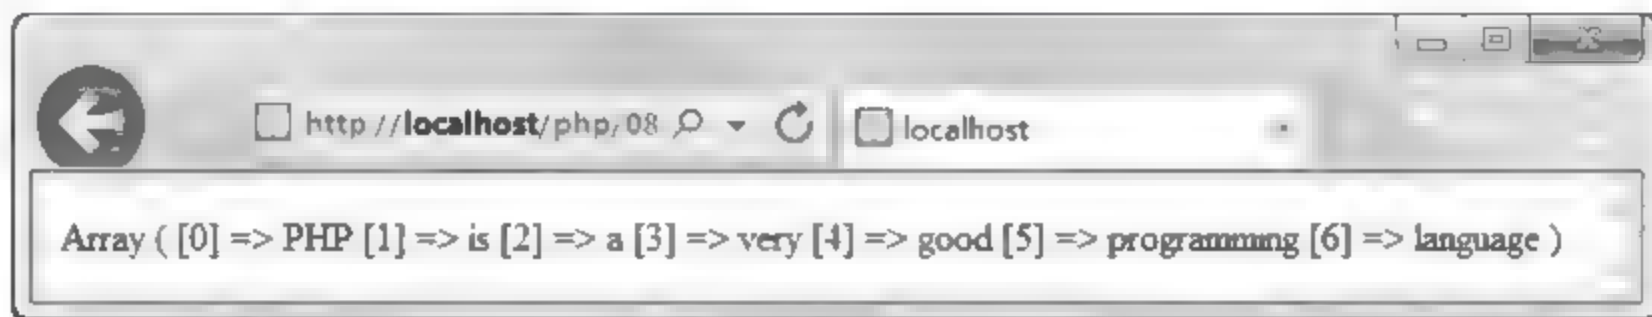 http //localhost/php/08
localhost
Array ( [0] => PHP [1] => is [2] => a [3] => very [4] => good [5] => programming [6] => language )